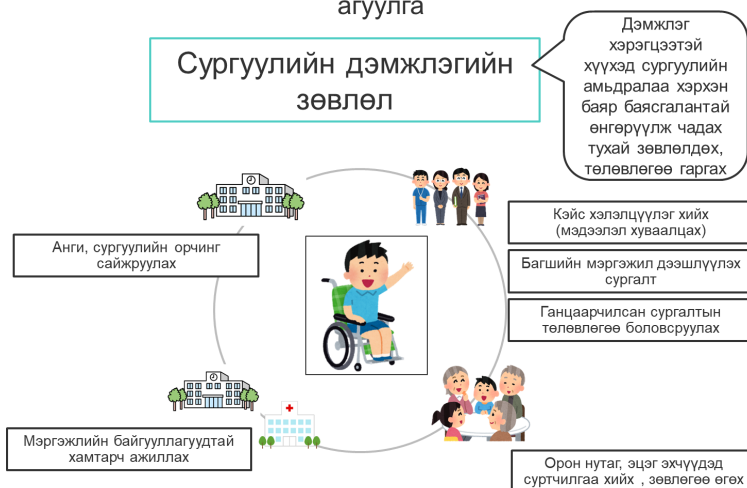 агуулга
Сургуулийн дэмжлэгийн
зөвлөл
Дэмжлэг
хэрэгцээтэй
хүүхэд сургуулийн
амьдралаа хэрхэн
баяр баясгалантай
өнгөрүүлж чадах
тухай зөвлөлдөх,
төлөвлөгөө гаргах
Кэйс хэлэлцүүлэг хийх
(мэдээлэл хуваалцах)
Анги, сургуулийн орчинг
сайжруулах
Багшийн мэргэжил дээшлүүлэх
сургалт
Ганцаарчилсан сургалтын
төлөвлөгөө боловсруулах
Мэргэжлийн байгууллагуудтай
хамтарч ажиллах
Орон нутаг, эцэг эхчүүдэд
суртчилгаа хийх , зөвлөгөө өгөх